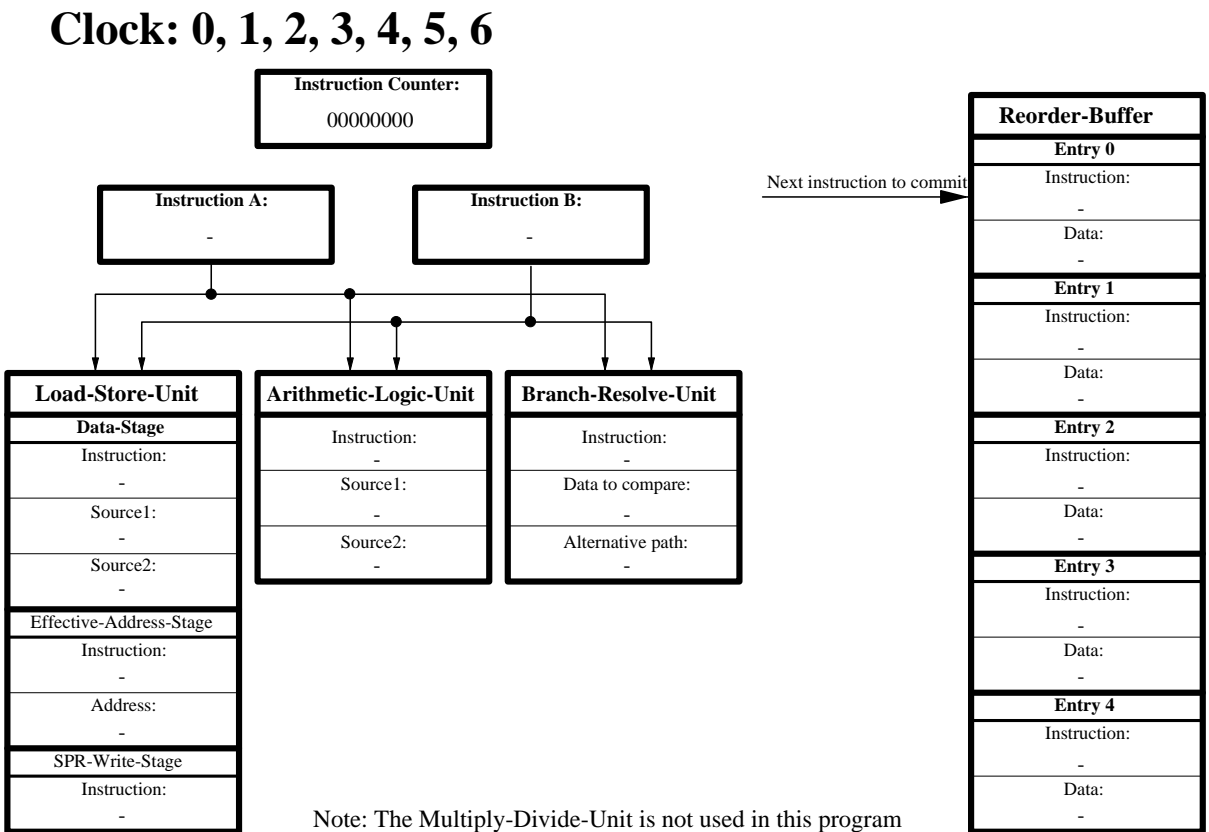 Clock: 0, 1, 2, 3, 4, 5, 6
Instruction Counter:
00000000
Instruction A:
-
Instruction B:
-
Next instruction to commit
Load-Store-Unit
Data-Stage
Instruction:
-
Source1:
-
Source2:
-
Effective-Address-Stage
Instruction:
-
Address:
-
SPR-Write-Stage
Instruction:
-
Arithmetic-Logic-Unit
Instruction:
-
Source1:
-
Source2:
-
Branch-Resolve-Unit
Instruction:
-
Data to compare:
-
Alternative path:
-
Reorder-Buffer
Entry 0
Instruction:
-
Data:
-
Entry 1
Instruction:
-
Data:
-
Entry 2
Instruction:
-
Data:
-
Entry 3
Instruction:
-
Data:
-
Entry 4
Instruction:
-
Data:
-
Note: The Multiply-Divide-Unit is not used in this program